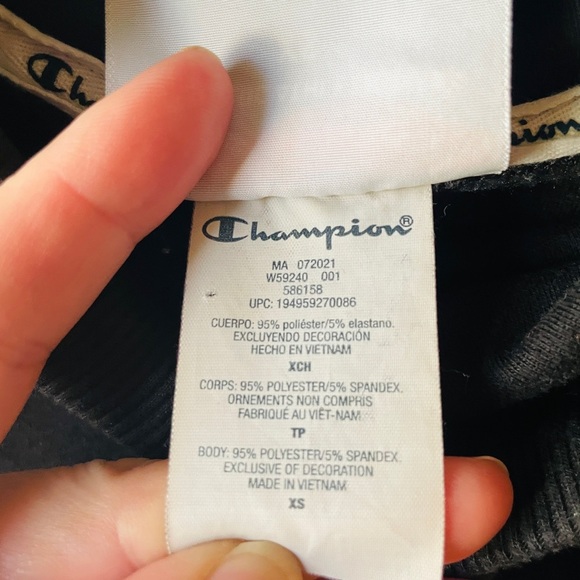 Champion
ion
Champion®
MA 072021
W59240 001
586158
UPC: 194959270086
CUERPO: 95% poliéster/5% elastano.
EXCLUYENDO DECORACIÓN
HECHO EN VIETNAM
XCH
CORPS: 95% POLYESTER/5% SPANDEX.
ORNEMENTS NON COMPRIS
FABRIQUÉ AU VIÊT-NAM
TP
BODY: 95% POLYESTER/5% SPANDEX.
EXCLUSIVE OF DECORATION
MADE IN VIETNAM
XS